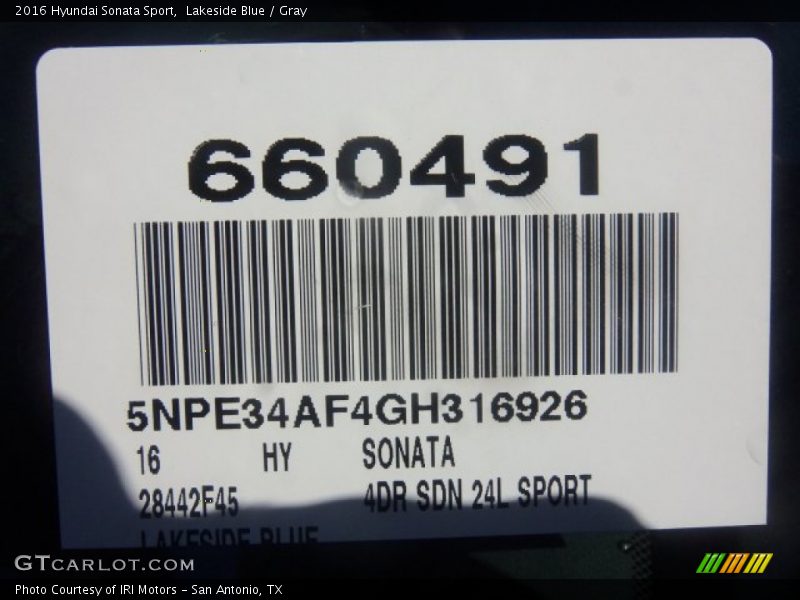 2016 Hyundai Sonata Sport,  Lakeside Blue / Gray
660491
5NPE34AF4GH316926
16 HY SONATA
28442F45 4DR SDN 24L SPORT
LAKESIDE BLUE
GTCARLOT.COM
Photo Courtesy of IRI Motors - San Antonio, TX